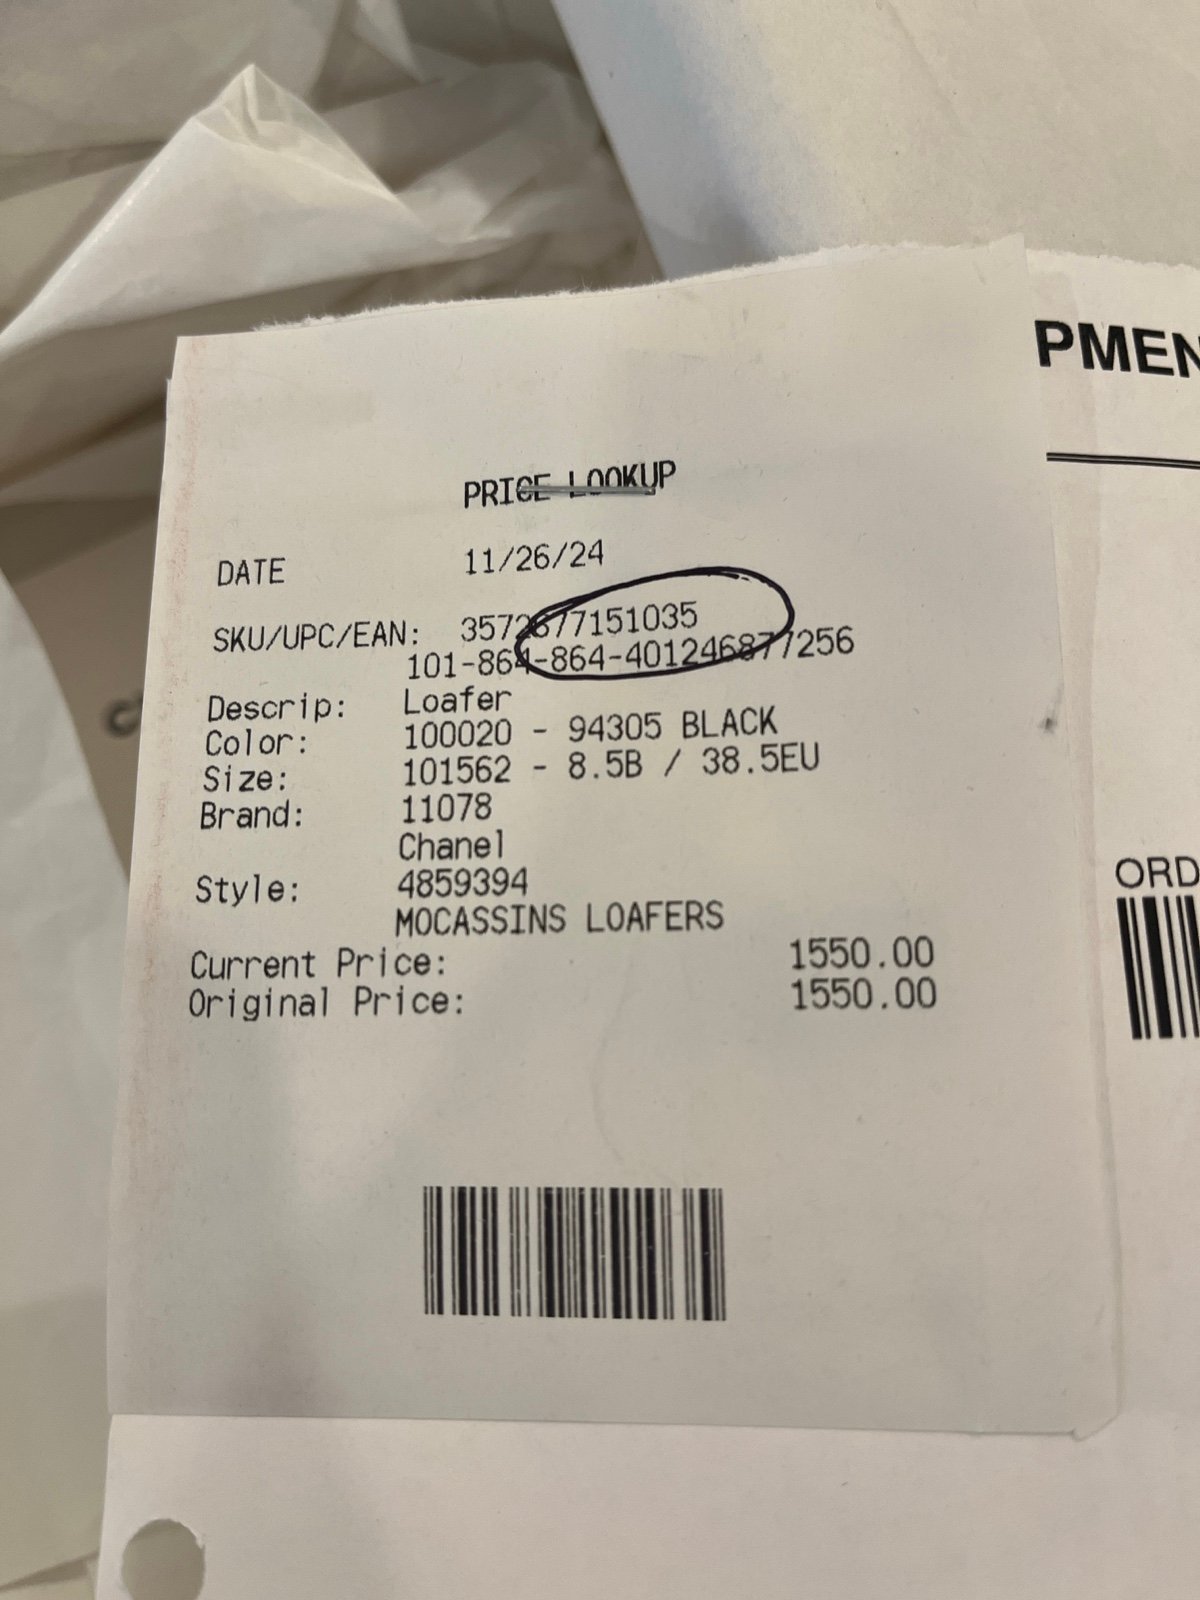 PRICE LOOKUP
DATE 11/26/24
SKU/UPC/EAN: 3572677151035
101-864-864-401246877256
Descrip: Loafer
Color: 100020 - 94305 BLACK
Size: 101562 - 8.5B / 38.5EU
Brand: 11078
Chanel
Style: 4859394
MOCASSINS LOAFERS
Current Price: 1550.00
Original Price: 1550.00
PMEN
ORD